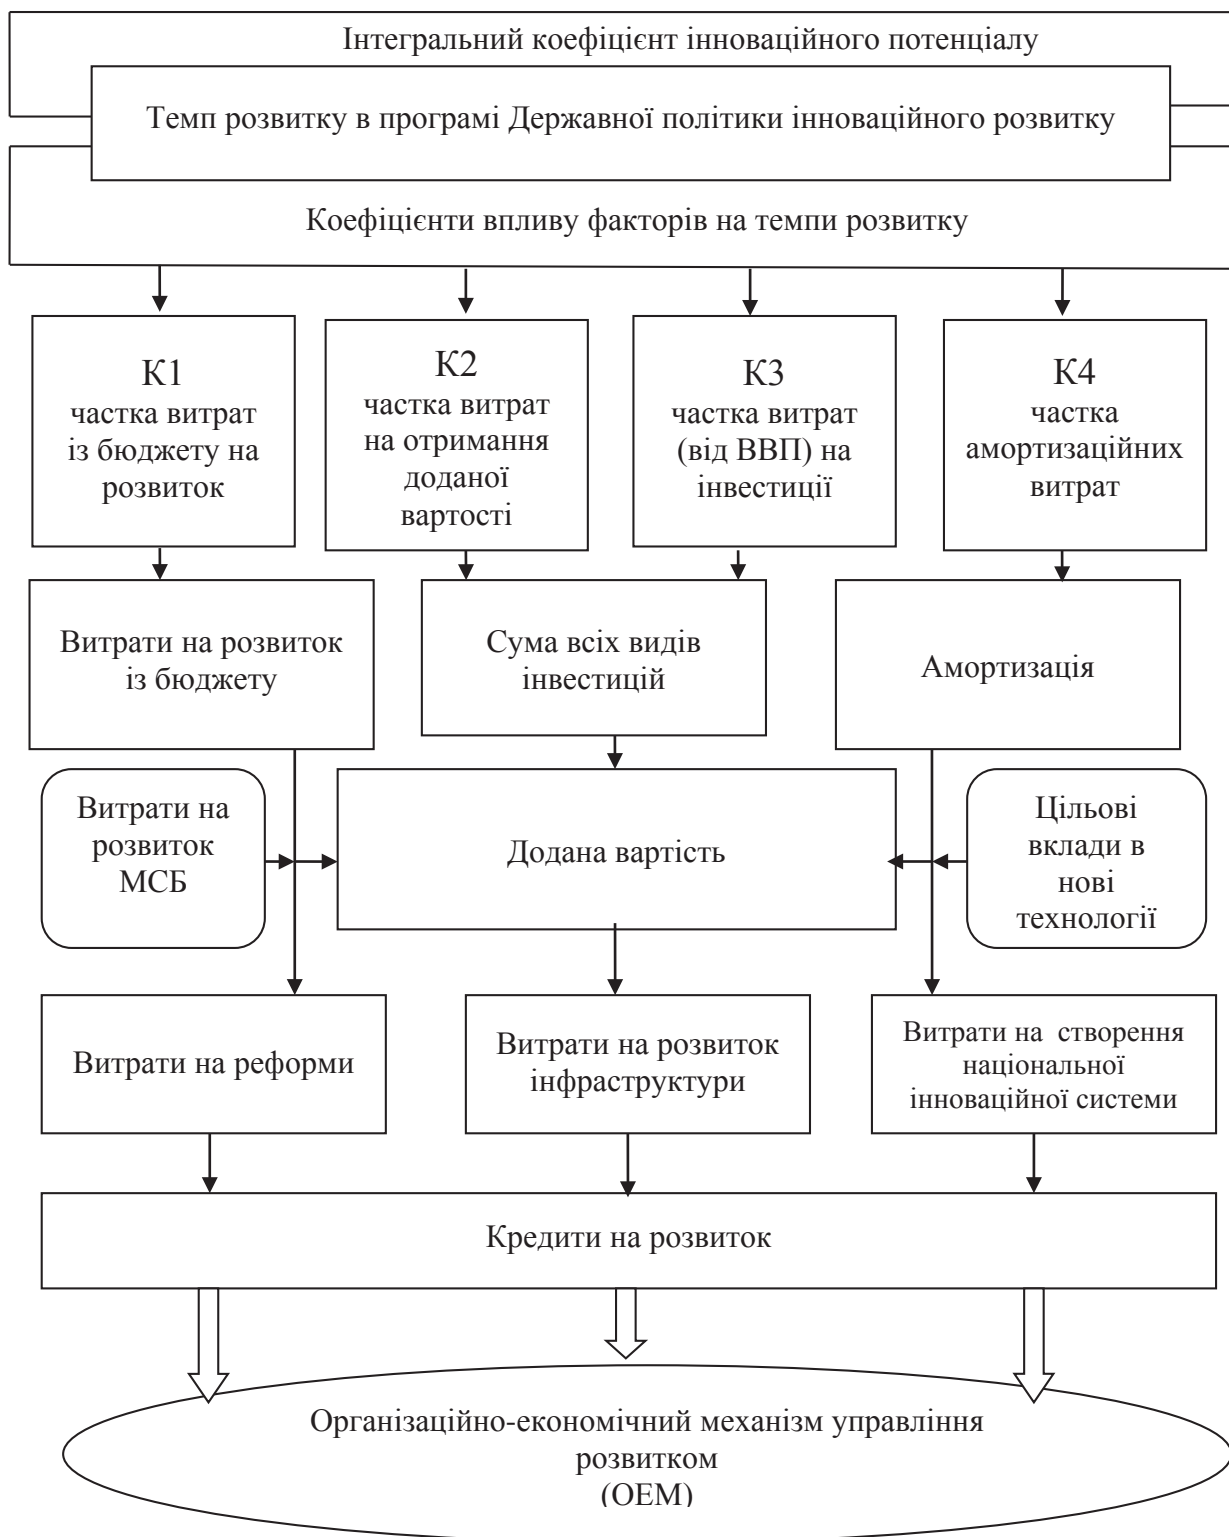 Інтегральний коефіцієнт інноваційного потенціалу
Темп розвитку в програмі Державної політики інноваційного розвитку
Коефіцієнти впливу факторів на темпи розвитку
К1
частка витрат
із бюджету на
розвиток
К2
частка витрат
на отримання
доданої
вартості
К3
частка витрат
(від ВВП) на
інвестиції
К4
частка
амортизаційних
витрат
Витрати на розвиток
із бюджету
Сума всіх видів
інвестицій
Амортизація
Витрати на
розвиток
МСБ
Додана вартість
Цільові
вклади в
нові
технології
Витрати на реформи
Витрати на розвиток
інфраструктури
Витрати на створення
національної
інноваційної системи
Кредити на розвиток
Організаційно-економічний механізм управління
розвитком
(ОЕМ)